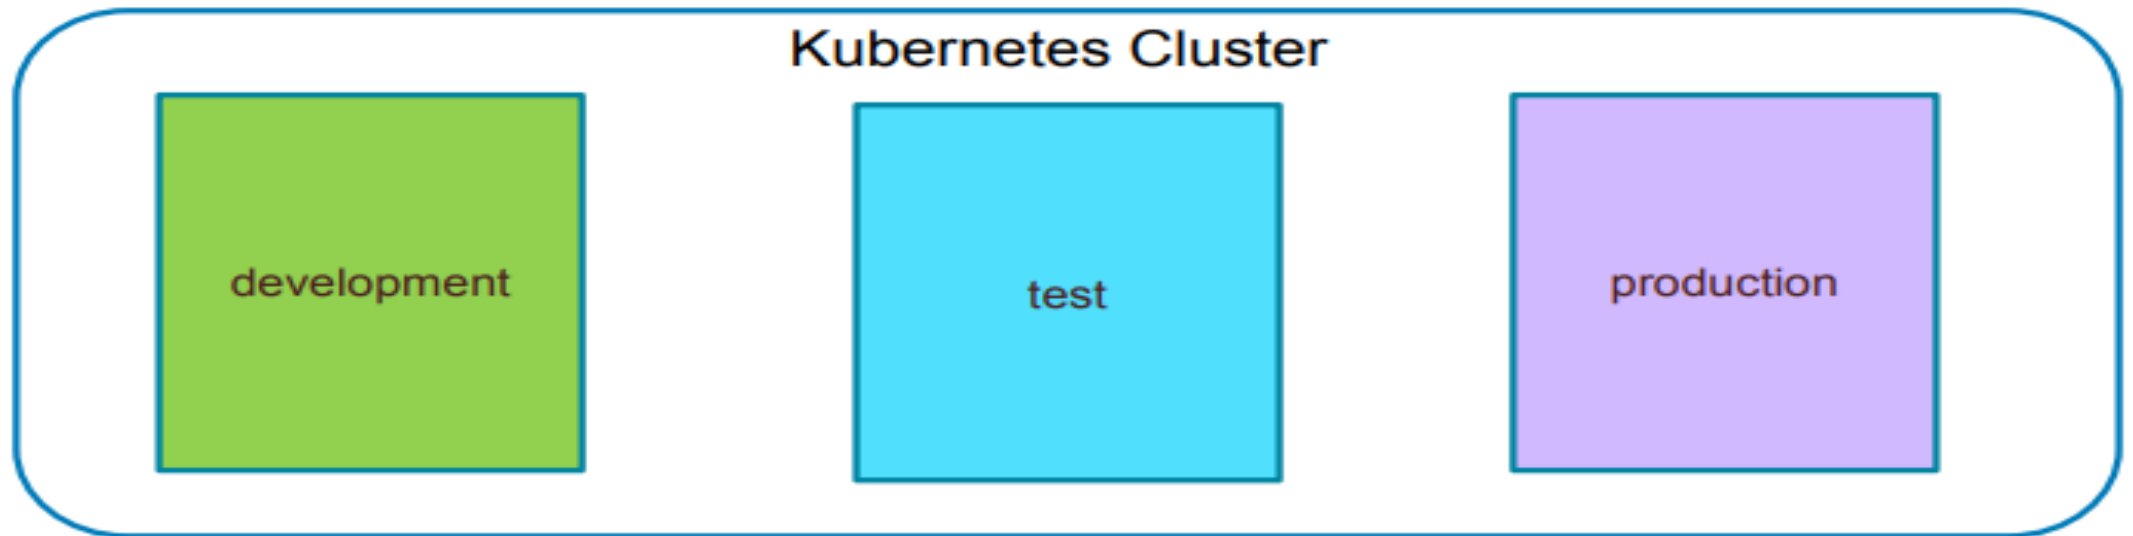 Kubernetes Cluster
development
test
production